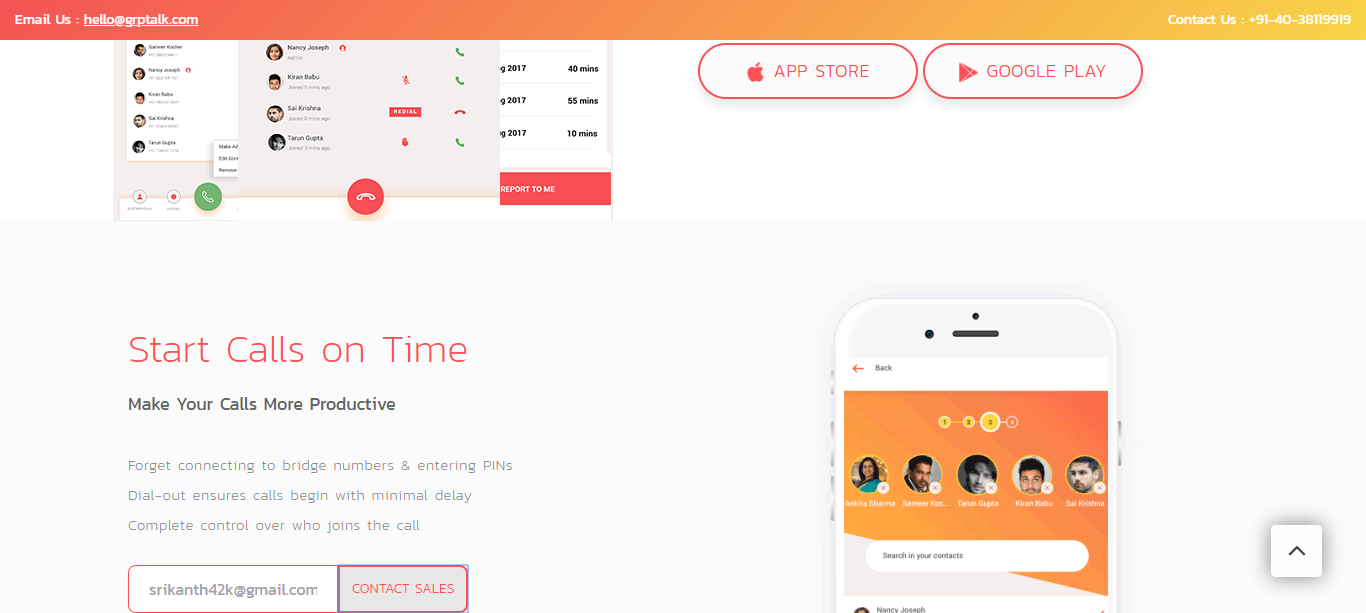 Email Us : hello@grptalk.com
Contact Us : +91-40-38119919
Sameer Kocher
Nancy Joseph
Kiran Babu
Sai Krishna
Tarun Gupta
Make Ad
Edit Con
Remove
Add Members
History
Nancy Joseph
Admin
Kiran Babu
Joined 5 mins ago
Sai Krishna
Joined 8 mins ago
REDIAL
Tarun Gupta
Joined 3 mins ago
g 2017 40 mins
g 2017 55 mins
g 2017 10 mins
REPORT TO ME
APP STORE
GOOGLE PLAY
Start Calls on Time
Make Your Calls More Productive
Forget connecting to bridge numbers & entering PINs
Dial-out ensures calls begin with minimal delay
Complete control over who joins the call
srikanth42k@gmail.com
CONTACT SALES
Back
1 2 3
Ankita Sharma Sameer Koc.. Tarun Gupta Kiran Babu Sai Krishna
Search in your contacts
Nancy Joseph